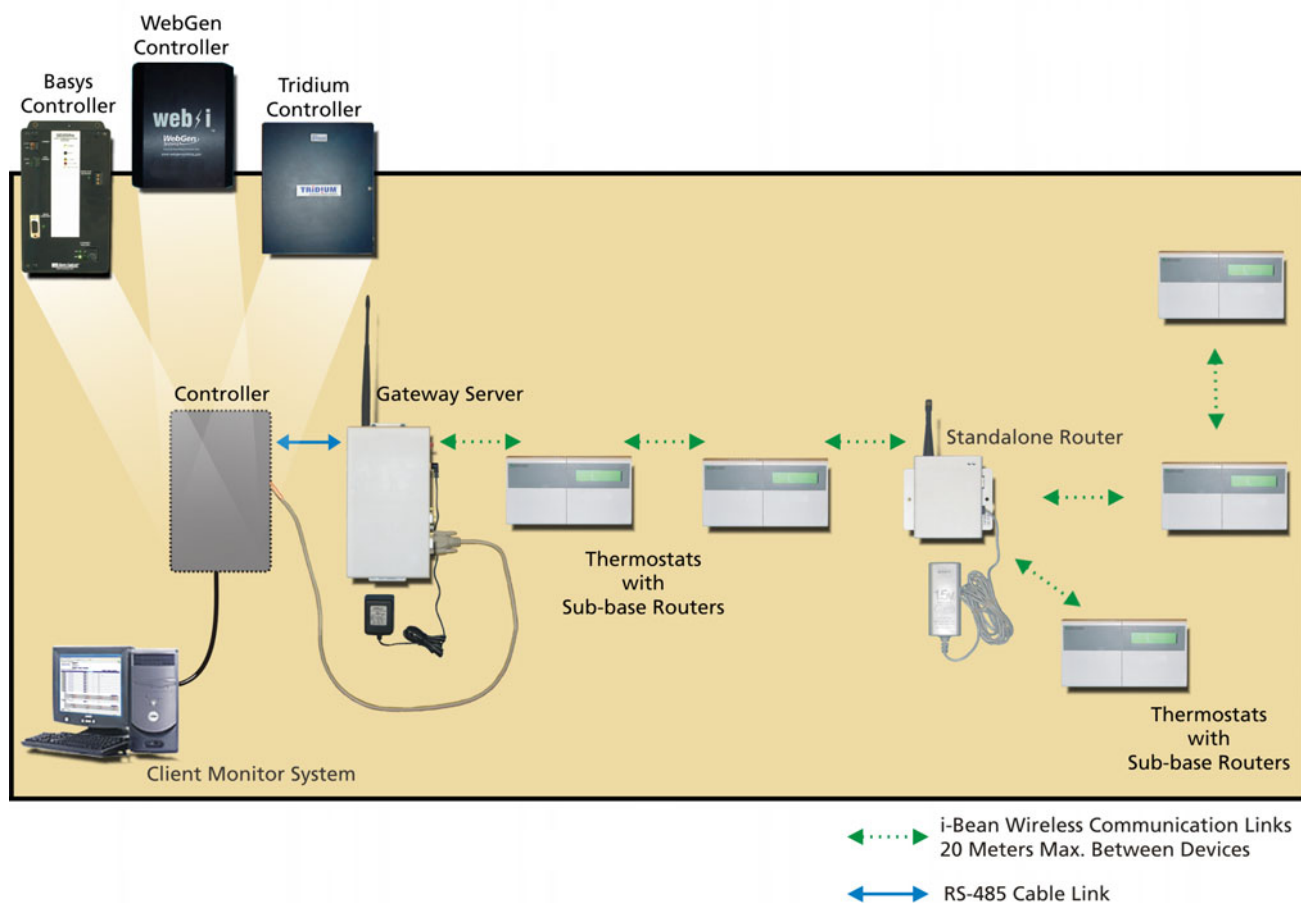 WebGen
Controller
Basys
Controller
Tridium
Controller
web i
WebGen
TRIDIUM
Controller
Gateway Server
Standalone Router
Thermostats
with
Sub-base Routers
15v
Thermostats
with
Sub-base Routers
Client Monitor System
i-Bean Wireless Communication Links
20 Meters Max. Between Devices
RS-485 Cable Link